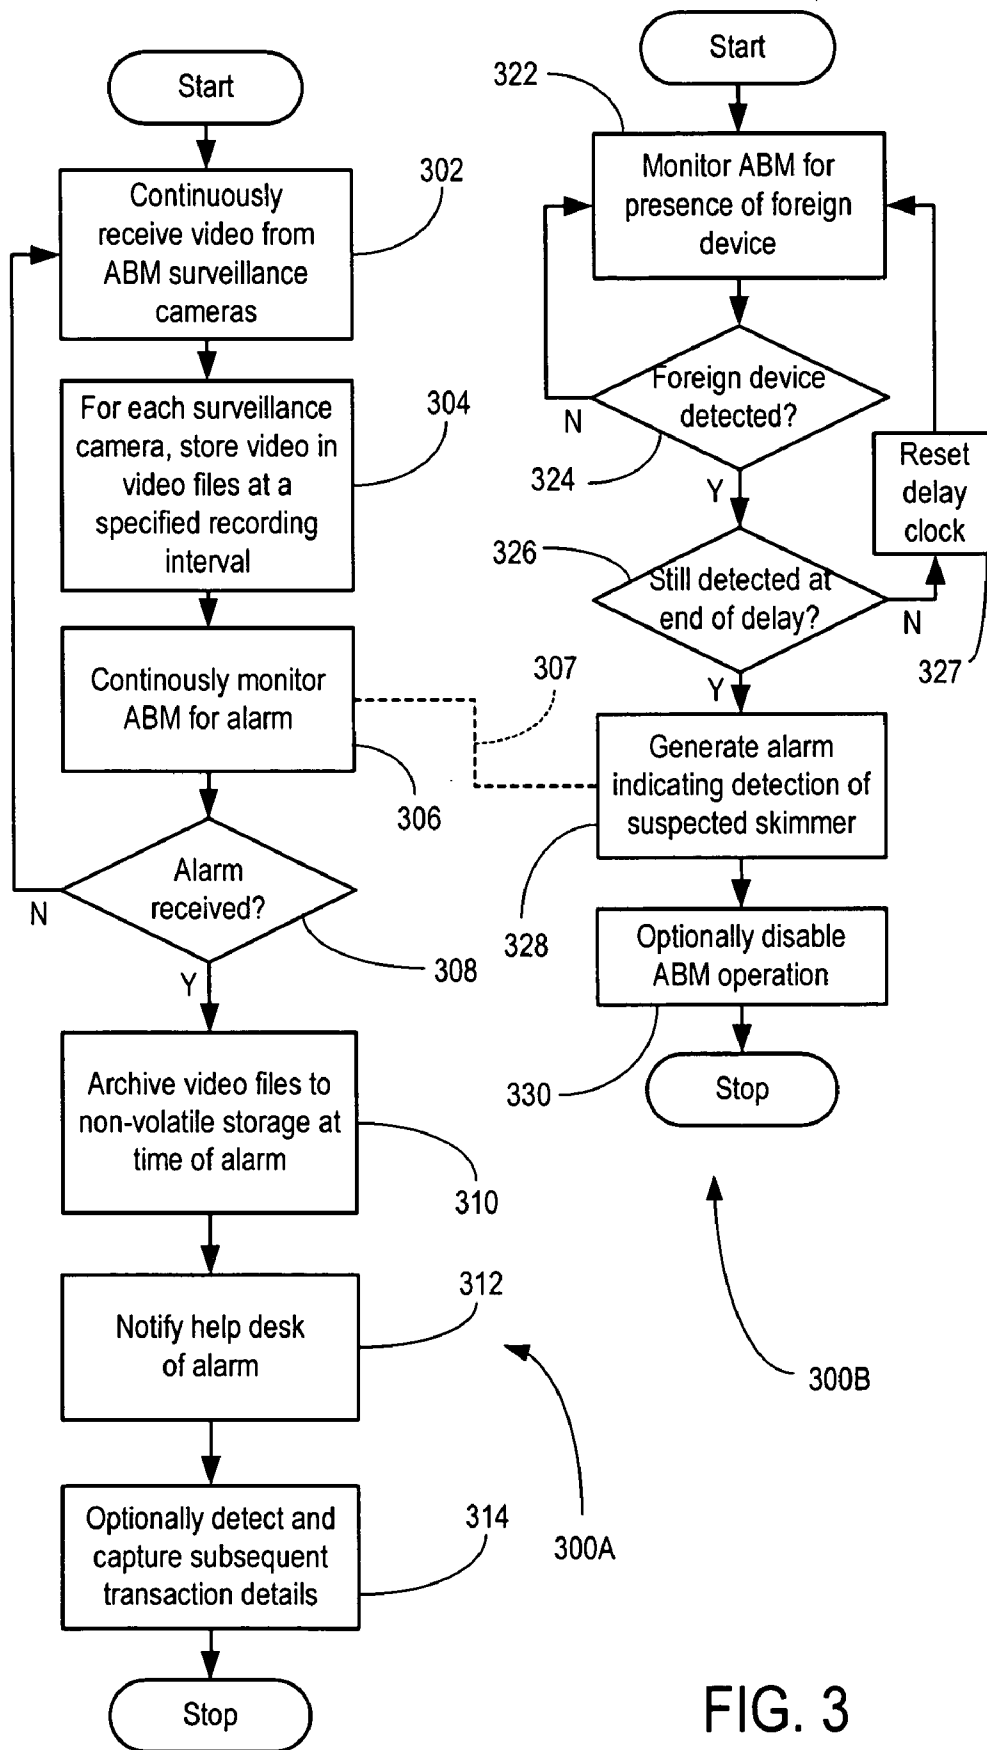 Start
302
Continuously
receive video from
ABM surveillance
cameras
304
For each surveillance
camera, store video in
video files at a
specified recording
interval
Continously monitor
ABM for alarm
307
306
Alarm
received?
N
308
Y
Archive video files to
non-volatile storage at
time of alarm
310
312
Notify help desk
of alarm
314
Optionally detect and
capture subsequent
transaction details
300A
Stop
Start
322
Monitor ABM for
presence of foreign
device
Foreign device
detected?
N
324
Y
Reset
delay
clock
326
Still detected at
end of delay?
N
327
Y
Generate alarm
indicating detection of
suspected skimmer
328
Optionally disable
ABM operation
330
Stop
300B
FIG. 3